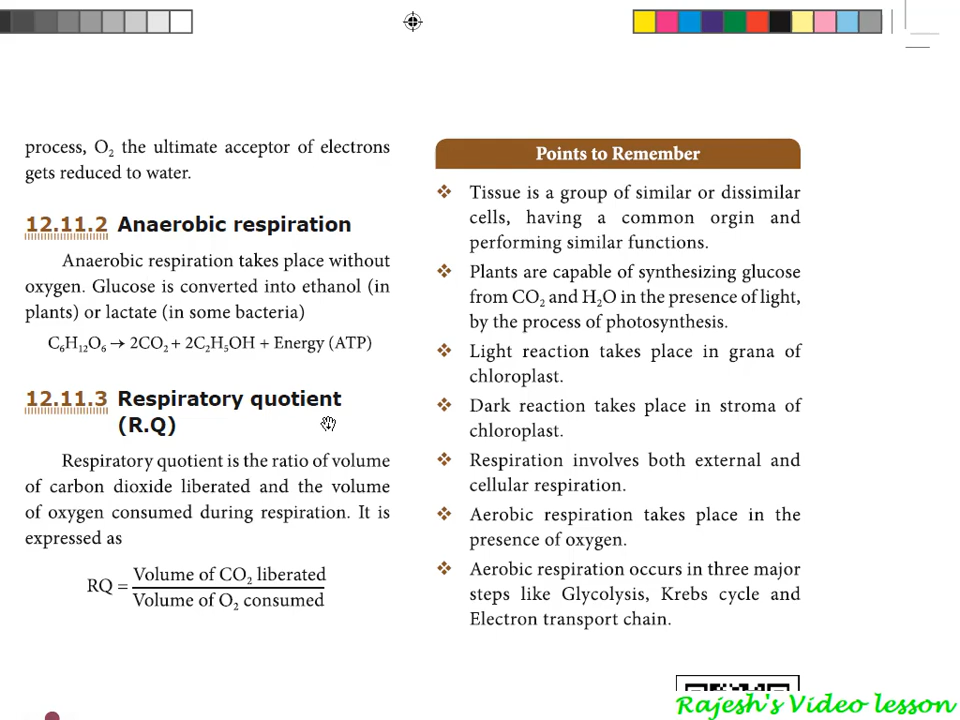 process, O₂ the ultimate acceptor of electrons
gets reduced to water.
12.11.2 Anaerobic respiration
Anaerobic respiration takes place without
oxygen. Glucose is converted into ethanol (in
plants) or lactate (in some bacteria)
C₆H₁₂O₆ → 2CO₂ + 2C₂H₅OH + Energy (ATP)
12.11.3 Respiratory quotient
(R.Q)
Respiratory quotient is the ratio of volume
of carbon dioxide liberated and the volume
of oxygen consumed during respiration. It is
expressed as
RQ = Volume of CO₂ liberated
Volume of O₂ consumed
Points to Remember
❖ Tissue is a group of similar or dissimilar
cells, having a common orgin and
performing similar functions.
❖ Plants are capable of synthesizing glucose
from CO₂ and H₂O in the presence of light,
by the process of photosynthesis.
❖ Light reaction takes place in grana of
chloroplast.
❖ Dark reaction takes place in stroma of
chloroplast.
❖ Respiration involves both external and
cellular respiration.
❖ Aerobic respiration takes place in the
presence of oxygen.
❖ Aerobic respiration occurs in three major
steps like Glycolysis, Krebs cycle and
Electron transport chain.
Rajesh's Video lesson